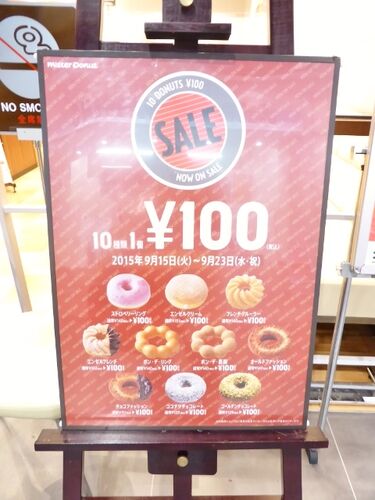 NO SMO
全席
mister Donut
10 DONUTS ¥100
SALE
NOW ON SALE
10種類1個¥100(税込)
2015年9月15日(火)～9月23日(水・祝)
ストロベリーリング
エンゼルクリーム
フレンチクルーラー
¥100
¥100
¥100
エンゼルフレンチ
ポン・デ・リング
ポン・デ・黒糖
オールドファッション
¥100
¥100
¥100
¥100
チョコファッション
ココナツチョコレート
ゴールデンチョコレート
¥100
¥100
¥100